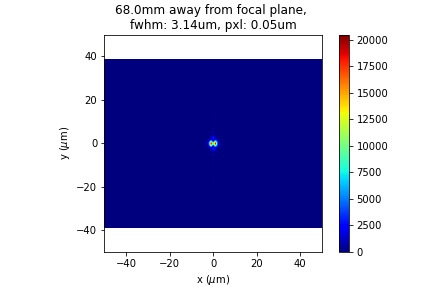 68.0mm away from focal plane,
fwhm: 3.14um, pxl: 0.05um
40
20
0
−20
−40
y (μm)
−40 −20 0 20 40
x (μm)
20000
17500
15000
12500
10000
7500
5000
2500
0